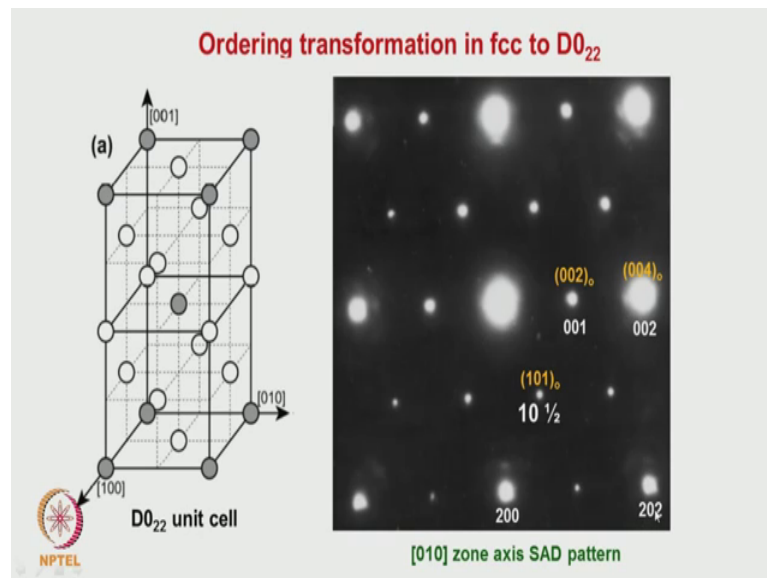 Ordering transformation in fcc to D0₂₂
[001]
(a)
(002)ₒ
(004)ₒ
001
002
(101)ₒ
10 ½
[010]
[100]
200
202
D0₂₂ unit cell
NPTEL
[010] zone axis SAD pattern